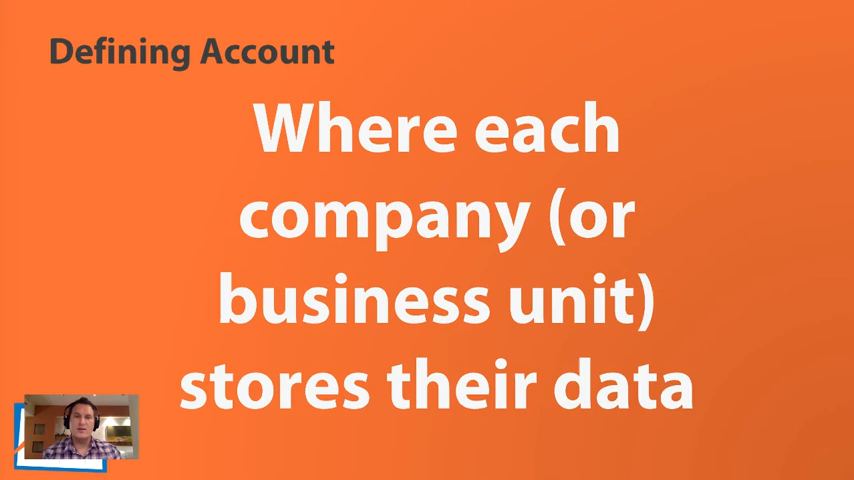 Defining Account
Where each
company (or
business unit)
stores their data